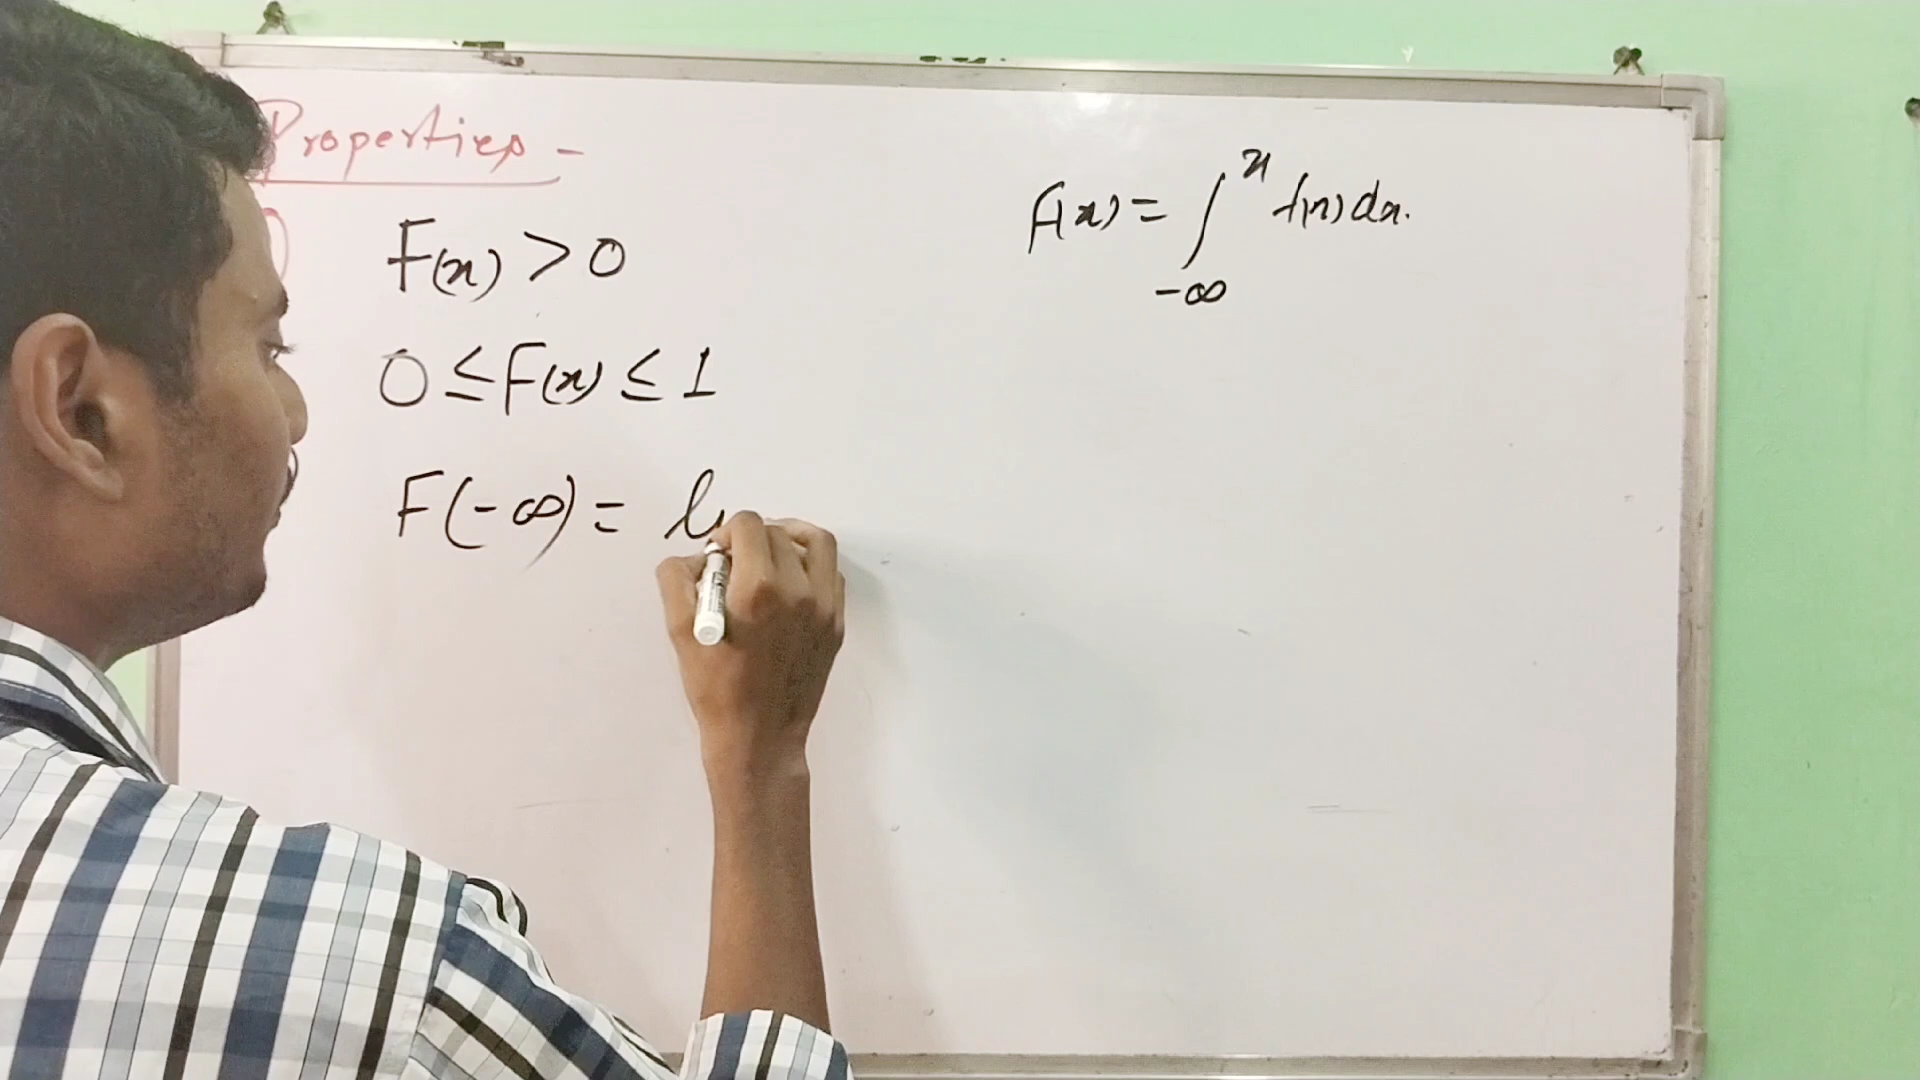 Properties -
F(x) > 0
0 ≤ F(x) ≤ 1
F(-∞) =
F(x) = ∫_{-∞}^{x} f(x) dx.